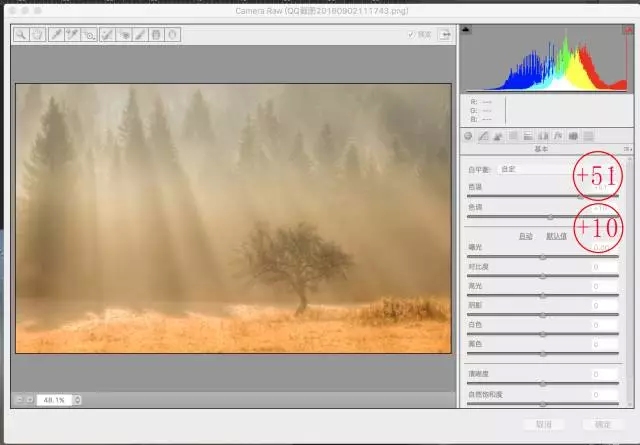 Camera Raw (QQ截图20160902111743.png)
预览
R: ---
G: ---
B: ---
基本
白平衡: 自定
色温
+51
色调
+10
自动 默认值
曝光 0.00
对比度 0
高光 0
阴影 0
白色 0
黑色 0
清晰度 0
自然饱和度 0
48.1%
取消 确定